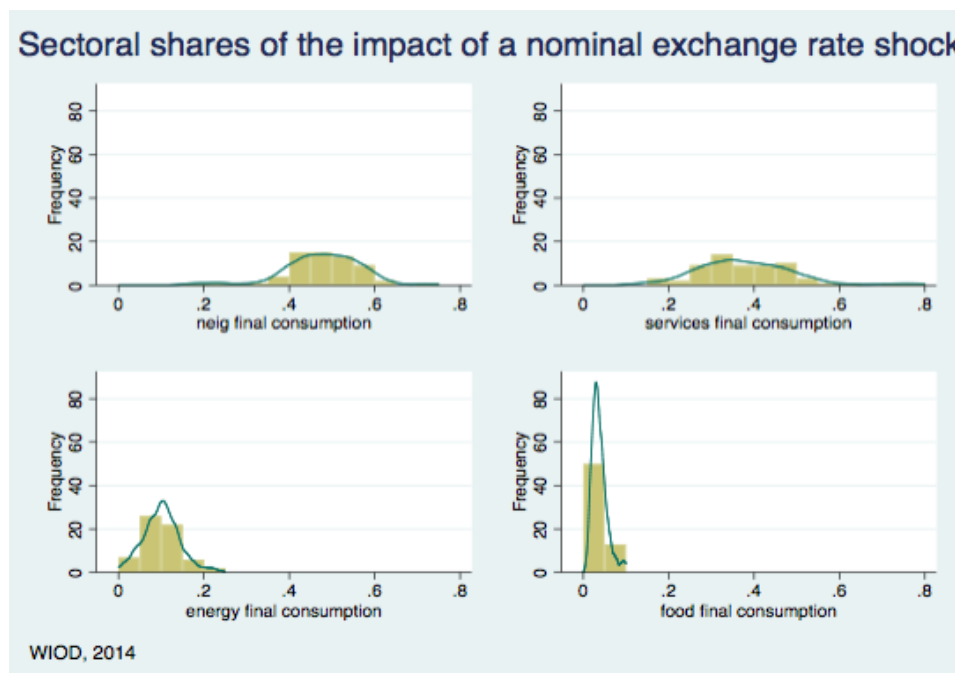 Sectoral shares of the impact of a nominal exchange rate shock
80
60
40
20
0
Frequency
0 .2 .4 .6 .8
neig final consumption
80
60
40
20
0
Frequency
0 .2 .4 .6 .8
services final consumption
80
60
40
20
0
Frequency
0 .2 .4 .6 .8
energy final consumption
80
60
40
20
0
Frequency
0 .2 .4 .6 .8
food final consumption
WIOD, 2014